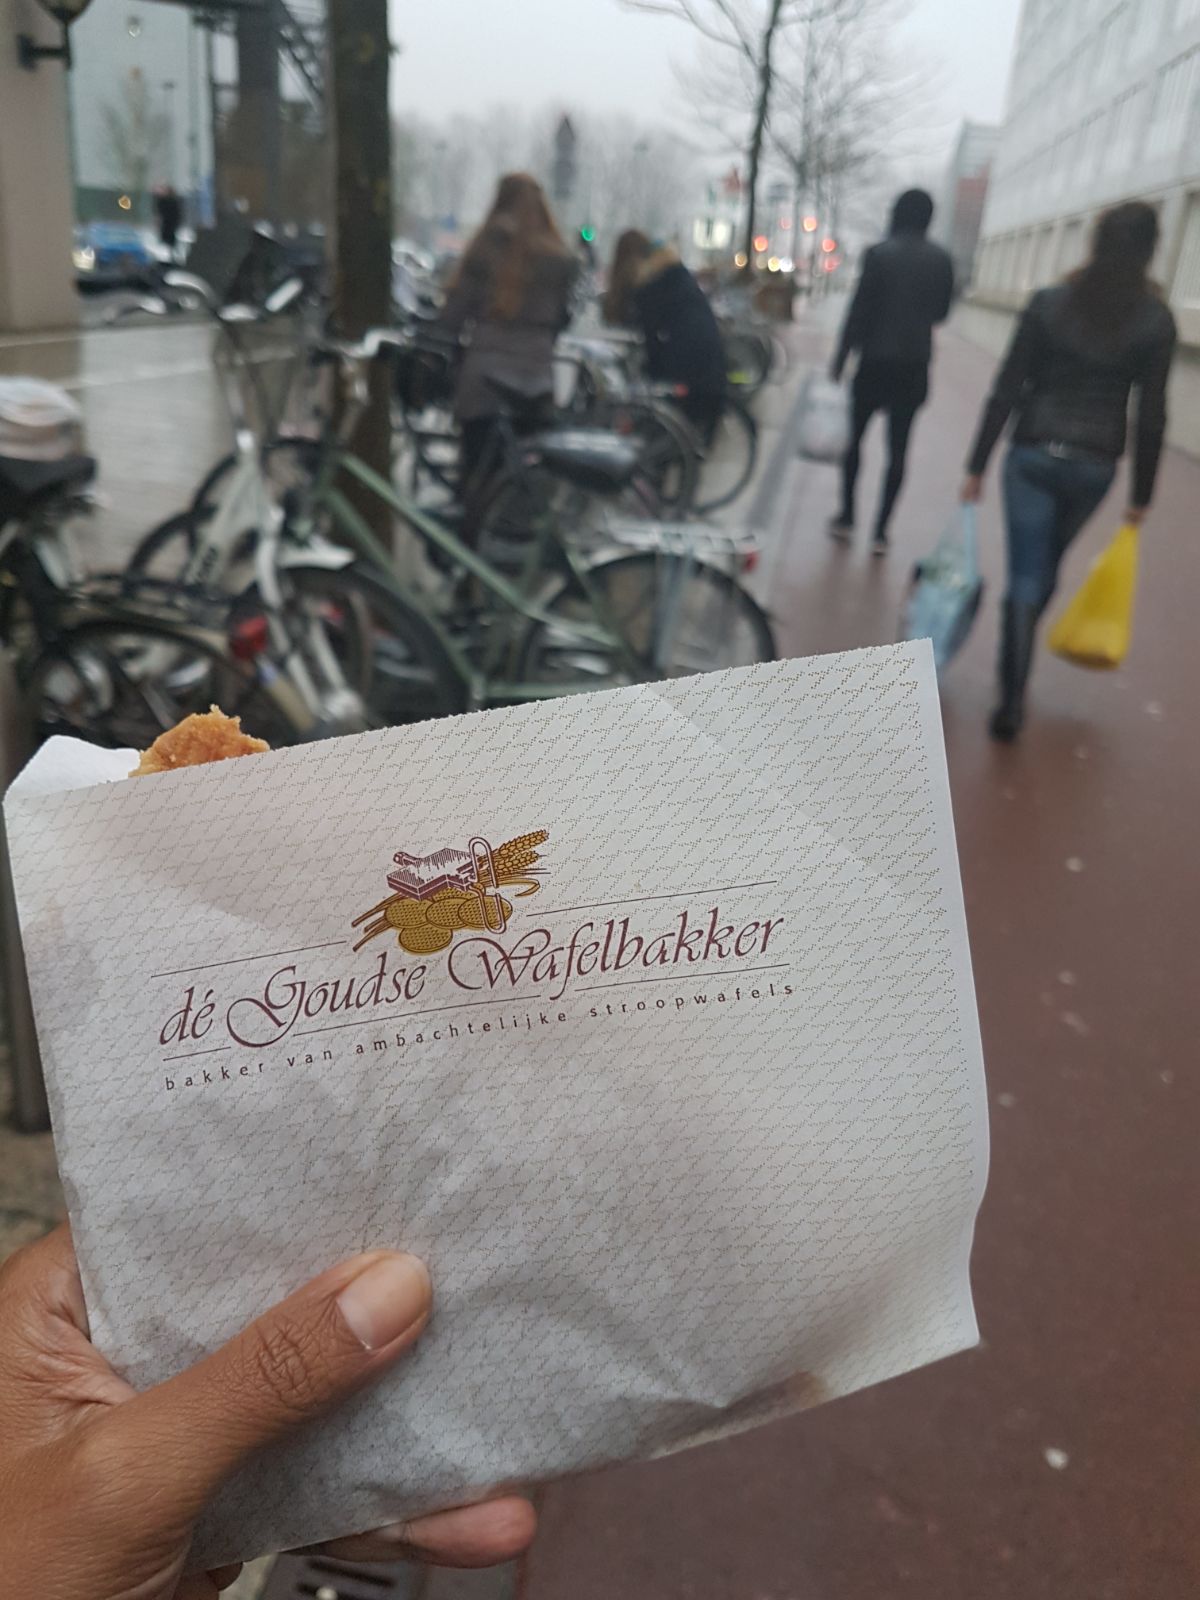 dé Goudse Wafelbakker
bakker van ambachtelijke stroopwafels